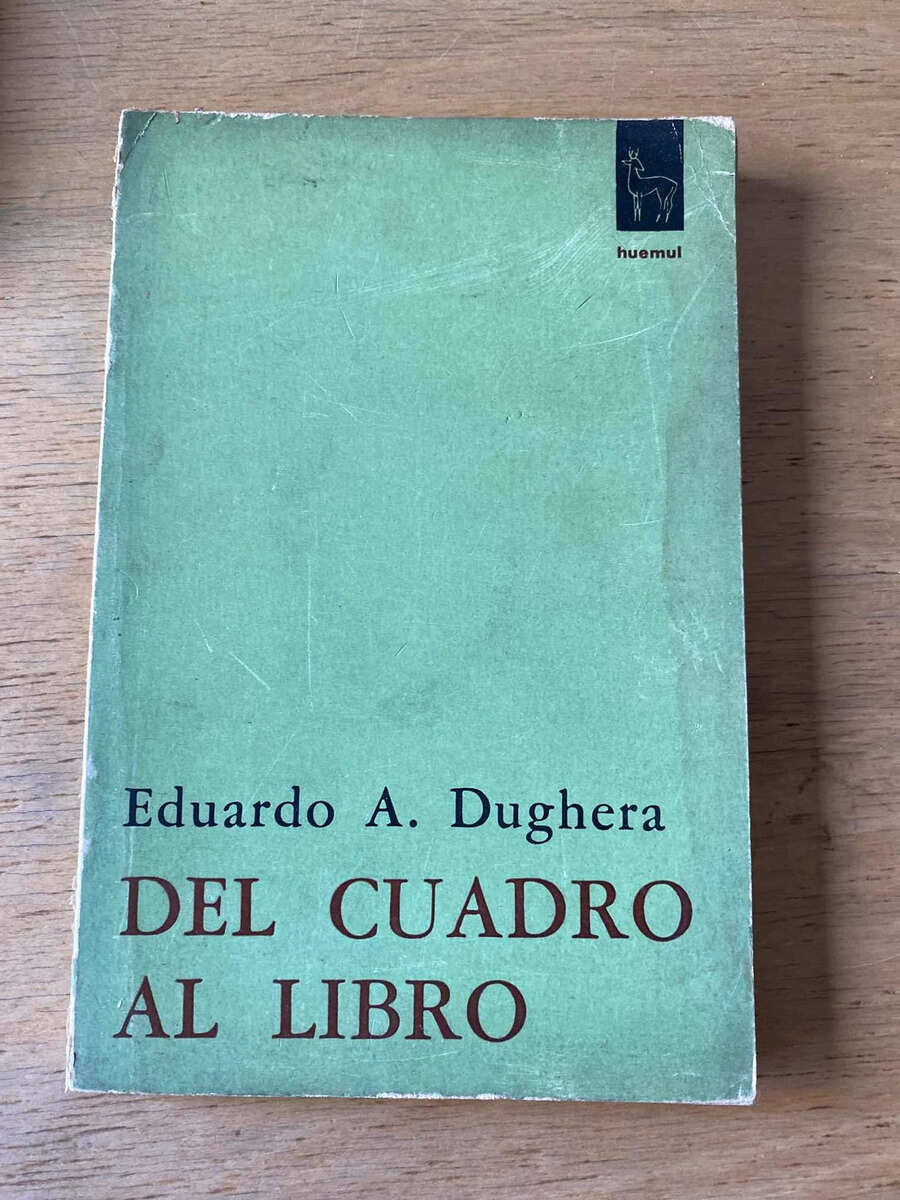 huemul
Eduardo A. Dughera
DEL CUADRO
AL LIBRO